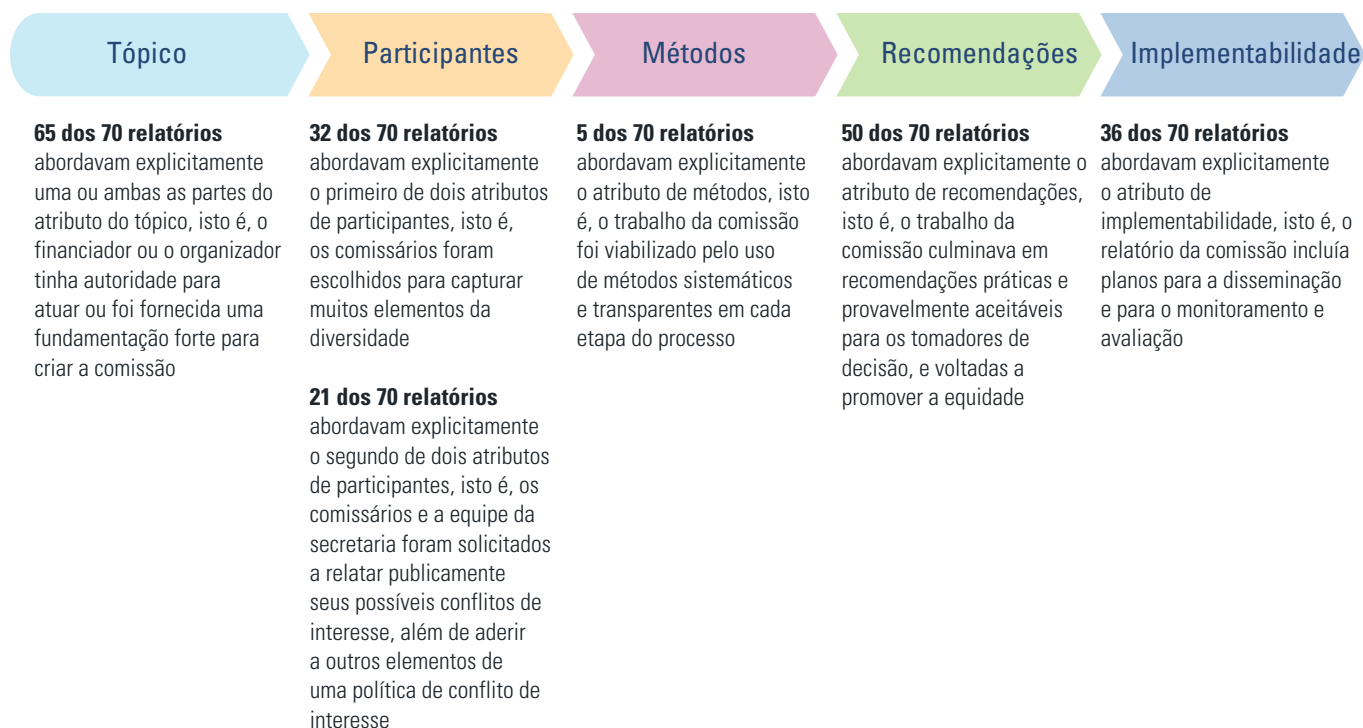 Tópico
Participantes
Métodos
Recomendações
Implementabilidade
65 dos 70 relatórios
abordavam explicitamente
uma ou ambas as partes do
atributo do tópico, isto é, o
financiador ou o organizador
tinha autoridade para
atuar ou foi fornecida uma
fundamentação forte para
criar a comissão
32 dos 70 relatórios
abordavam explicitamente
o primeiro de dois atributos
de participantes, isto é,
os comissários foram
escolhidos para capturar
muitos elementos da
diversidade
21 dos 70 relatórios
abordavam explicitamente
o segundo de dois atributos
de participantes, isto é, os
comissários e a equipe da
secretaria foram solicitados
a relatar publicamente
seus possíveis conflitos de
interesse, além de aderir
a outros elementos de
uma política de conflito de
interesse
5 dos 70 relatórios
abordavam explicitamente
o atributo de métodos, isto
é, o trabalho da comissão
foi viabilizado pelo uso
de métodos sistemáticos
e transparentes em cada
etapa do processo
50 dos 70 relatórios
abordavam explicitamente o
atributo de recomendações,
isto é, o trabalho da
comissão culminava em
recomendações práticas e
provavelmente aceitáveis
para os tomadores de
decisão, e voltadas a
promover a equidade
36 dos 70 relatórios
abordavam explicitamente
o atributo de
implementabilidade, isto é, o
relatório da comissão incluía
planos para a disseminação
e para o monitoramento e
avaliação